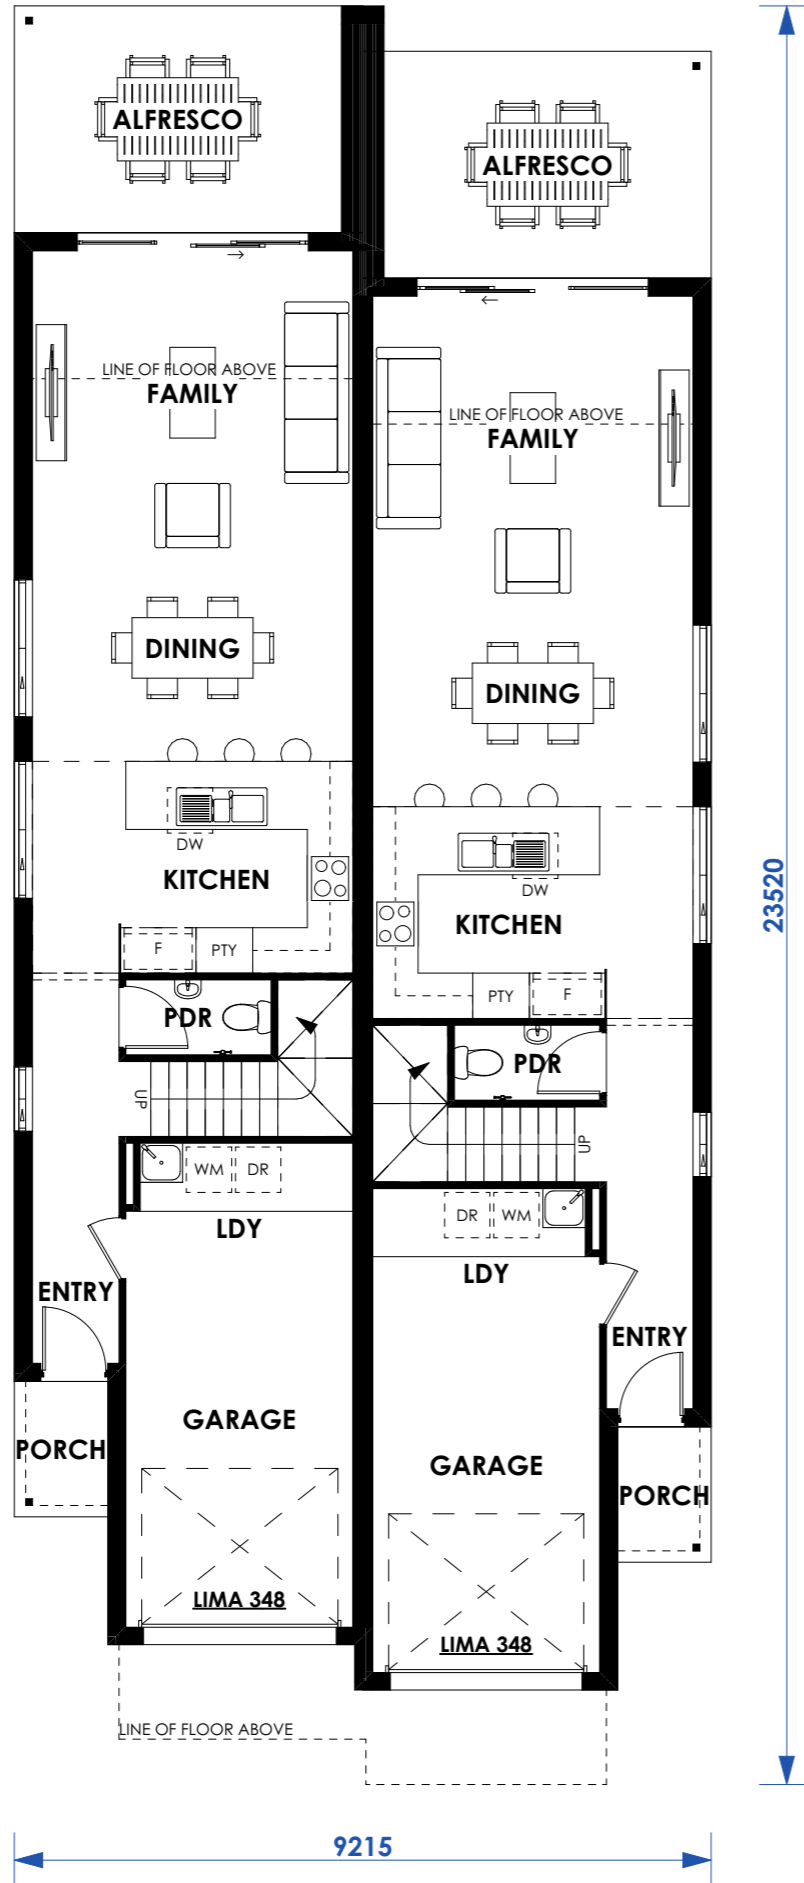 ALFRESCO
ALFRESCO
LINE OF FLOOR ABOVE
FAMILY
LINE OF FLOOR ABOVE
FAMILY
DINING
DINING
DW
KITCHEN
DW
KITCHEN
F
PTY
PTY
F
PDR
PDR
UP
UP
WM
DR
DR
WM
LDY
LDY
ENTRY
ENTRY
GARAGE
PORCH
GARAGE
PORCH
LIMA 348
LIMA 348
LINE OF FLOOR ABOVE
23520
9215